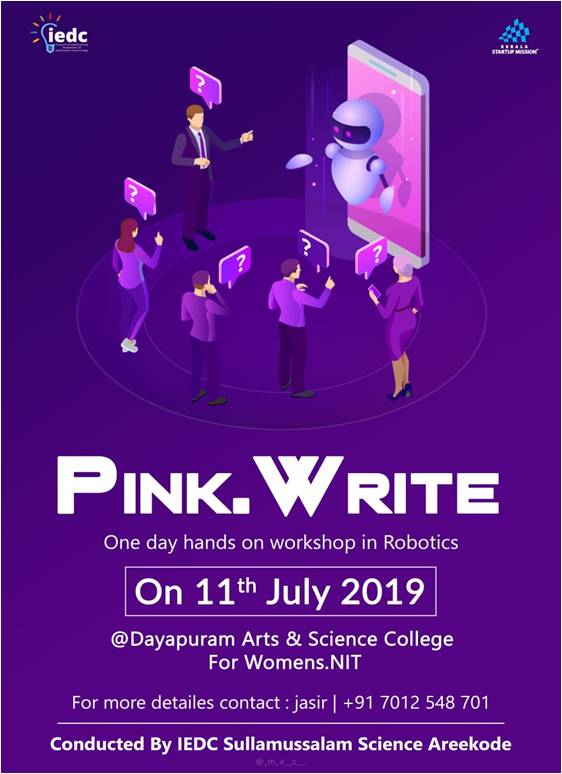 iedc
KERALA
STARTUP MISSION
?
?
?
?
?
PINK.WRITE
One day hands on workshop in Robotics
On 11th July 2019
@Dayapuram Arts & Science College
For Womens.NIT
For more detailes contact : jasir | +91 7012 548 701
Conducted By IEDC Sullamussalam Science Areekode
@_m_a__c__